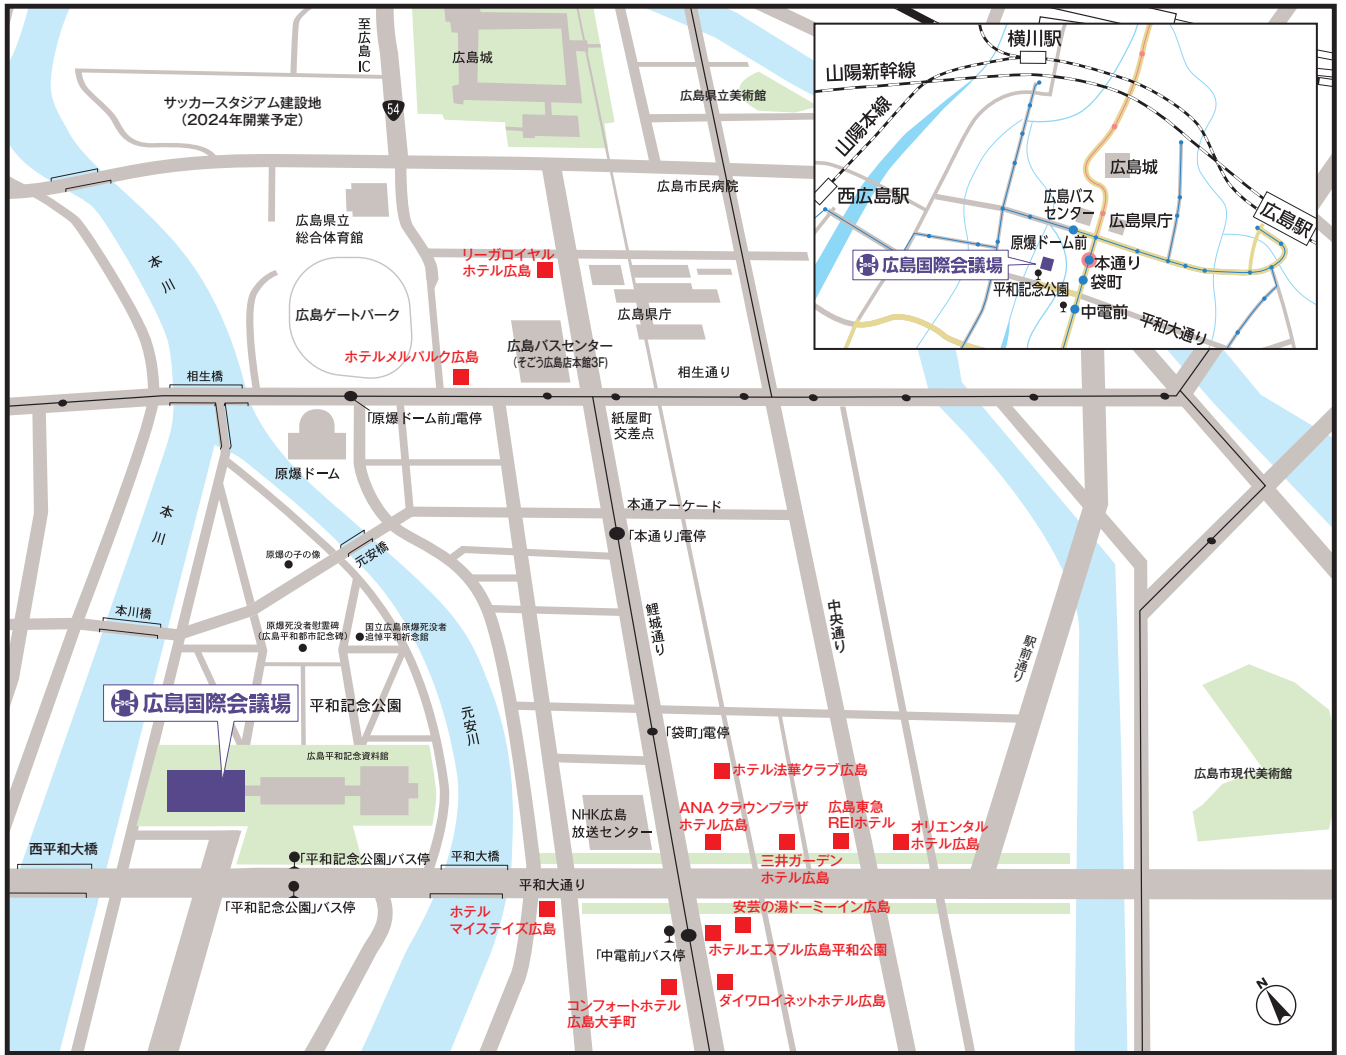 至広島IC
54
広島城
サッカースタジアム建設地
（2024年開業予定）
広島県立美術館
広島市民病院
広島県立
総合体育館
リーガロイヤル
ホテル広島
本川
広島ゲートパーク
広島県庁
ホテルメルパルク広島
広島バスセンター
（そごう広島店本館3F）
相生通り
相生橋
「原爆ドーム前」電停
紙屋町
交差点
原爆ドーム
本通アーケード
本川
「本通り」電停
原爆の子の像
元安橋
本川橋
原爆死没者慰霊碑
（広島平和都市記念碑）
国立広島原爆死没者
追悼平和祈念館
鯉城通り
中央通り
駅前通り
広島国際会議場
平和記念公園
元安川
「袋町」電停
広島平和記念資料館
ホテル法華クラブ広島
広島市現代美術館
NHK広島
放送センター
ANA クラウンプラザ
ホテル広島
広島東急
REIホテル
オリエンタル
ホテル広島
三井ガーデン
ホテル広島
西平和大橋
「平和記念公園」バス停
平和大橋
平和大通り
「平和記念公園」バス停
ホテル
マイステイズ広島
安芸の湯ドーミーイン広島
ホテルエスプル広島平和公園
「中電前」バス停
コンフォートホテル
広島大手町
ダイワロイネットホテル広島
N
横川駅
山陽新幹線
山陽本線
広島城
西広島駅
広島バス
センター
広島県庁
広島駅
原爆ドーム前
広島国際会議場
本通り
袋町
平和記念公園
中電前
平和大通り